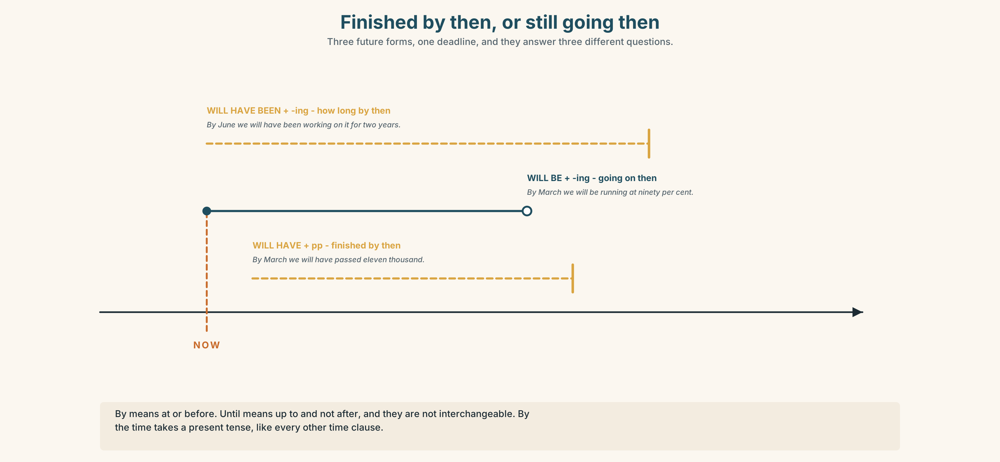 Finished by then, or still going then
Three future forms, one deadline, and they answer three different questions.
WILL HAVE BEEN + -ing - how long by then
By June we will have been working on it for two years.
WILL BE + -ing - going on then
By March we will be running at ninety per cent.
WILL HAVE + pp - finished by then
By March we will have passed eleven thousand.
NOW
By means at or before. Until means up to and not after, and they are not interchangeable. By
the time takes a present tense, like every other time clause.